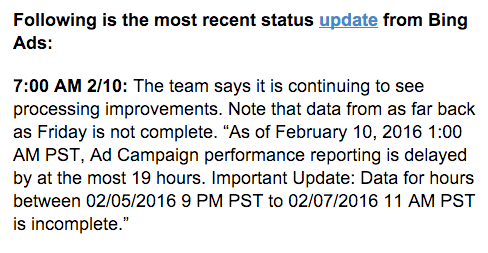 Following is the most recent status update from Bing
Ads:
7:00 AM 2/10: The team says it is continuing to see
processing improvements. Note that data from as far back
as Friday is not complete. “As of February 10, 2016 1:00
AM PST, Ad Campaign performance reporting is delayed
by at the most 19 hours. Important Update: Data for hours
between 02/05/2016 9 PM PST to 02/07/2016 11 AM PST
is incomplete.”